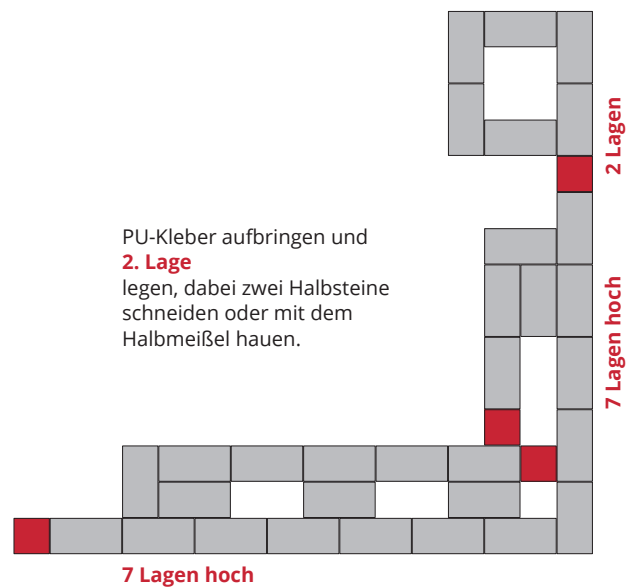 2 Lagen
PU-Kleber aufbringen und
2. Lage
legen, dabei zwei Halbsteine
schneiden oder mit dem
Halbmeißel hauen.
7 Lagen hoch
7 Lagen hoch